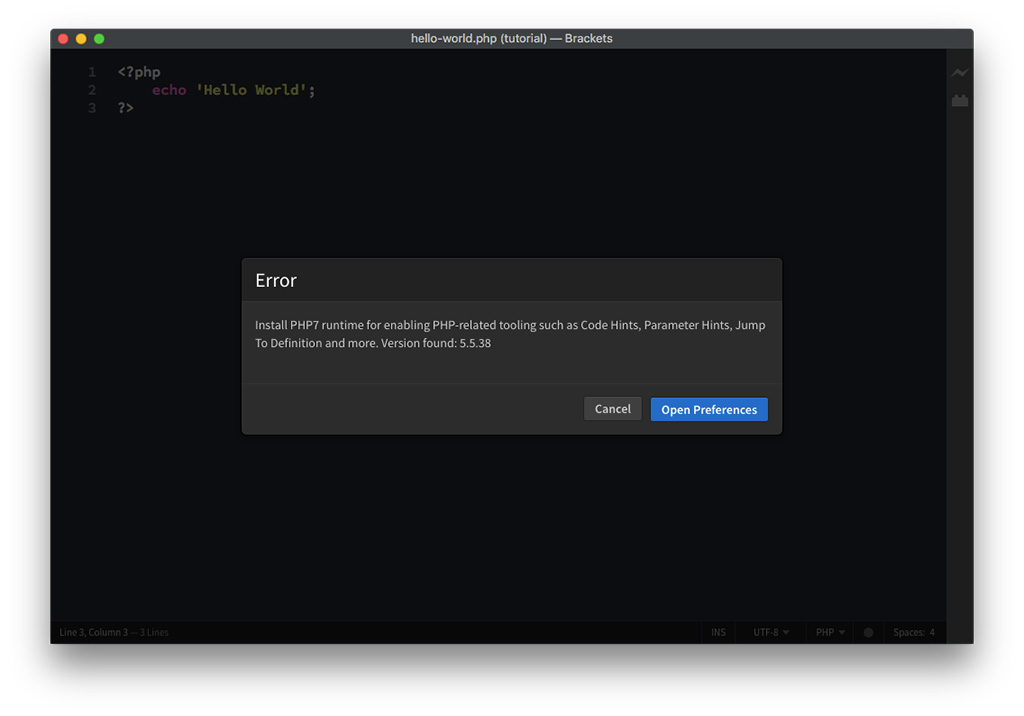 hello-world.php (tutorial) — Brackets
1 <?php
2     echo 'Hello World';
3 ?>
Error
Install PHP7 runtime for enabling PHP-related tooling such as Code Hints, Parameter Hints, Jump
To Definition and more. Version found: 5.5.38
Cancel Open Preferences
Line 3, Column 3 — 3 Lines INS UTF-8 PHP Spaces: 4